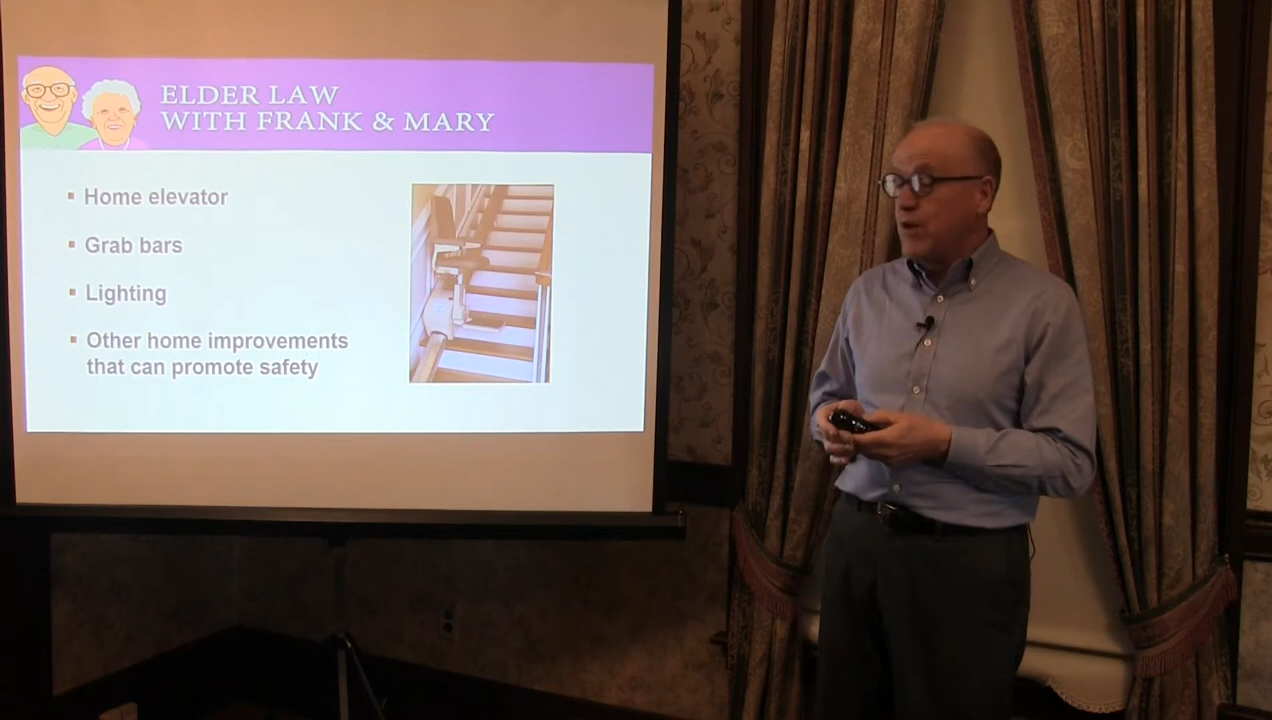 ELDER LAW
WITH FRANK & MARY
Home elevator
Grab bars
Lighting
Other home improvements
that can promote safety